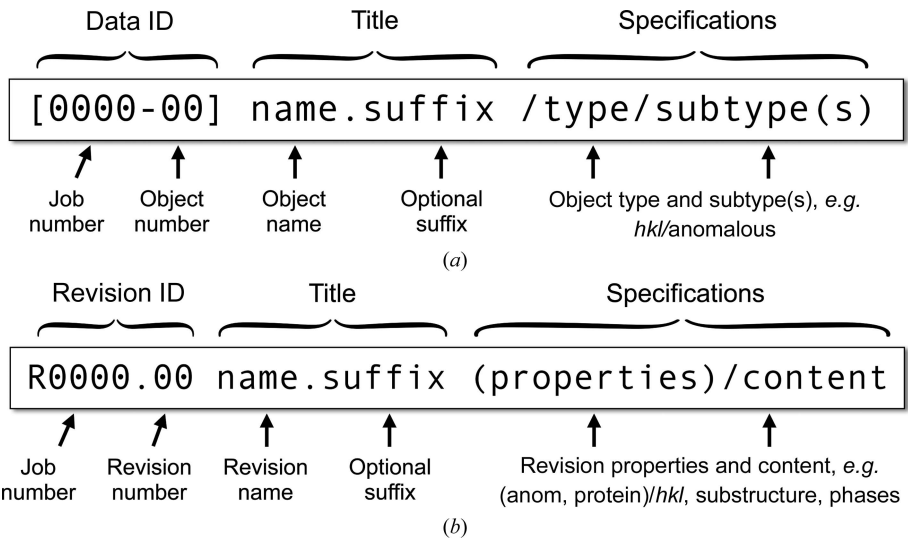 Data ID Title Specifications
[0000-00] name.suffix /type/subtype(s)
Job number
Object number
Object name
Optional suffix
Object type and subtype(s), e.g.
hkl/anomalous
(a)
Revision ID Title Specifications
R0000.00 name.suffix (properties)/content
Job number
Revision number
Revision name
Optional suffix
Revision properties and content, e.g.
(anom, protein)/hkl, substructure, phases
(b)